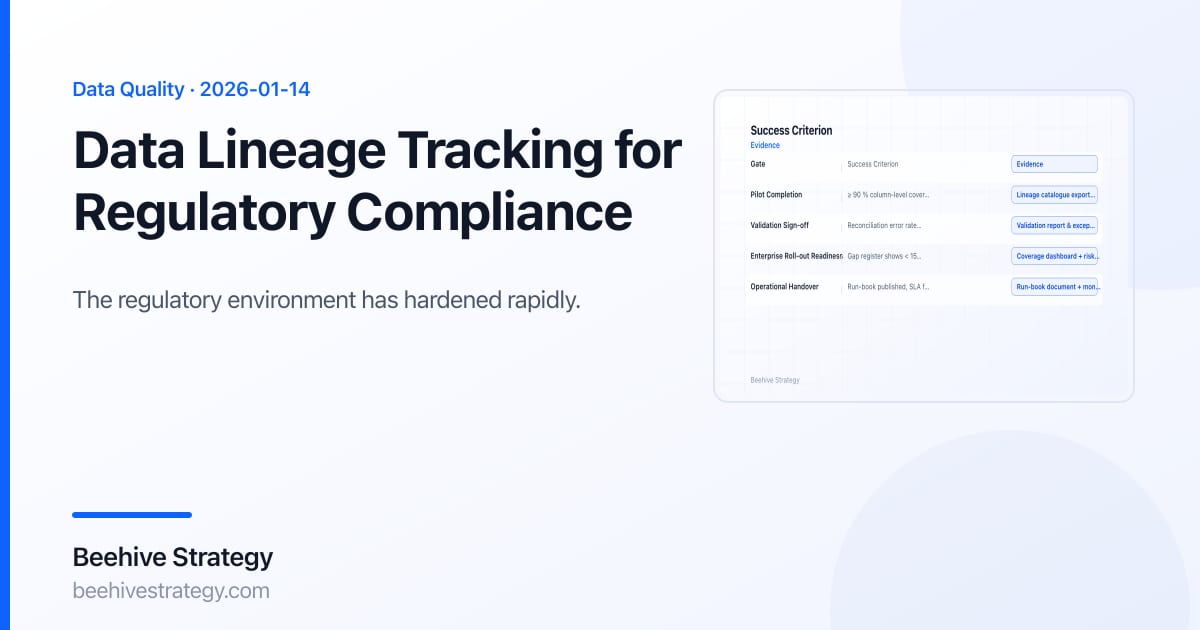 Data Quality · 2026-01-14
Data Lineage Tracking for
Regulatory Compliance
The regulatory environment has hardened rapidly.
Success Criterion
Evidence
Gate Success Criterion Evidence
Pilot Completion ≥ 90 % column-level cover... Lineage catalogue export...
Validation Sign-off Reconciliation error rate... Validation report & excep...
Enterprise Roll-out Readiness Gap register shows < 15... Coverage dashboard + risk...
Operational Handover Run-book published, SLA f... Run-book document + mon...
Beehive Strategy
Beehive Strategy
beehivestrategy.com